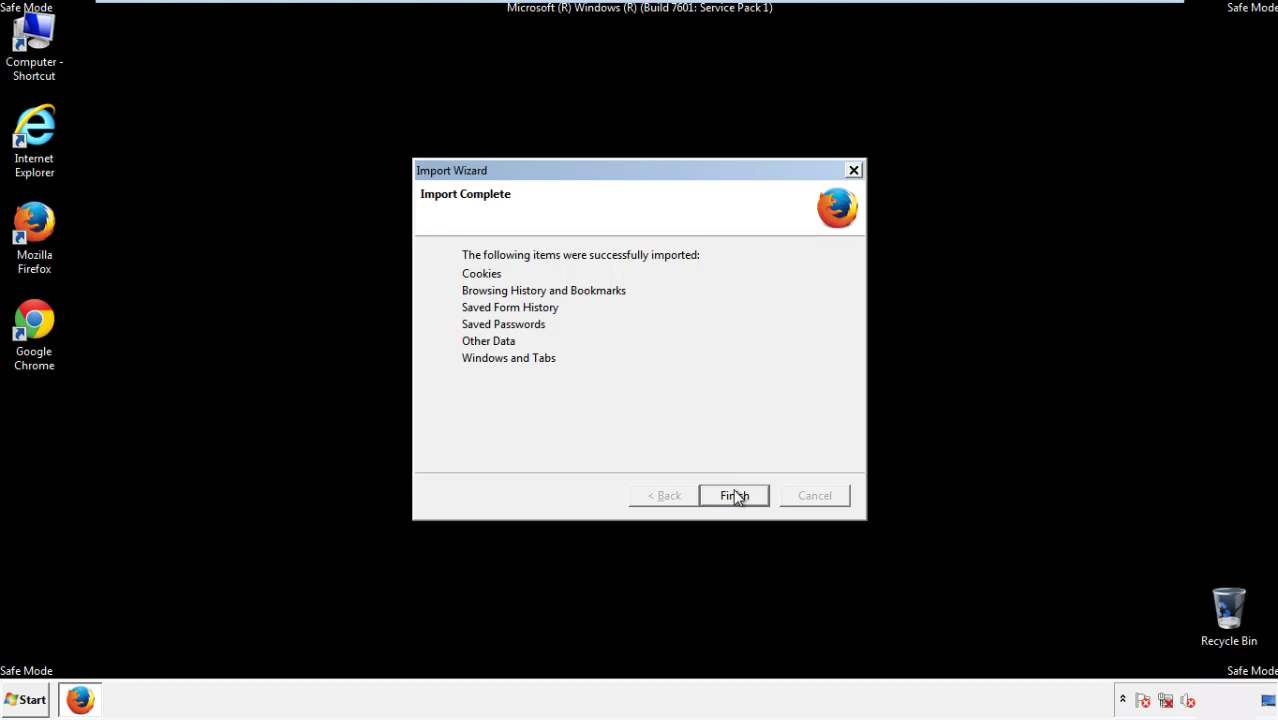 Safe Mode
Microsoft (R) Windows (R) (Build 7601: Service Pack 1)
Safe Mode
Computer -
Shortcut
Internet
Explorer
Mozilla
Firefox
Google
Chrome
Import Wizard
Import Complete
The following items were successfully imported:
Cookies
Browsing History and Bookmarks
Saved Form History
Saved Passwords
Other Data
Windows and Tabs
< Back
Finish
Cancel
Recycle Bin
Safe Mode
Safe Mode
Start